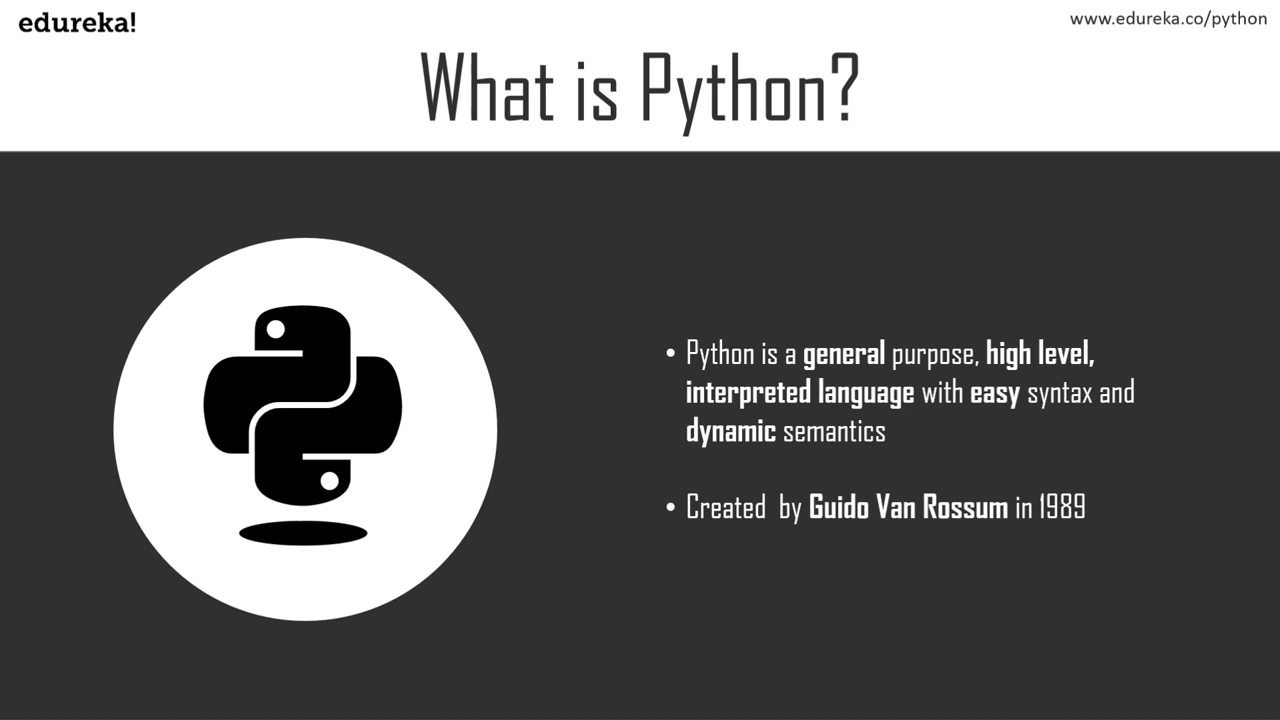 edureka!
www.edureka.co/python
What is Python?
• Python is a general purpose, high level,
interpreted language with easy syntax and
dynamic semantics
• Created by Guido Van Rossum in 1989